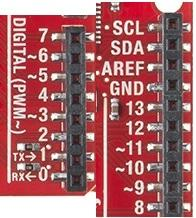 DIGITAL (PWM~)
7
~6
~5
4
~3
2
TX→1
RX←0
SCL
SDA
AREF
GND
13
12
~11
~10
~9
8